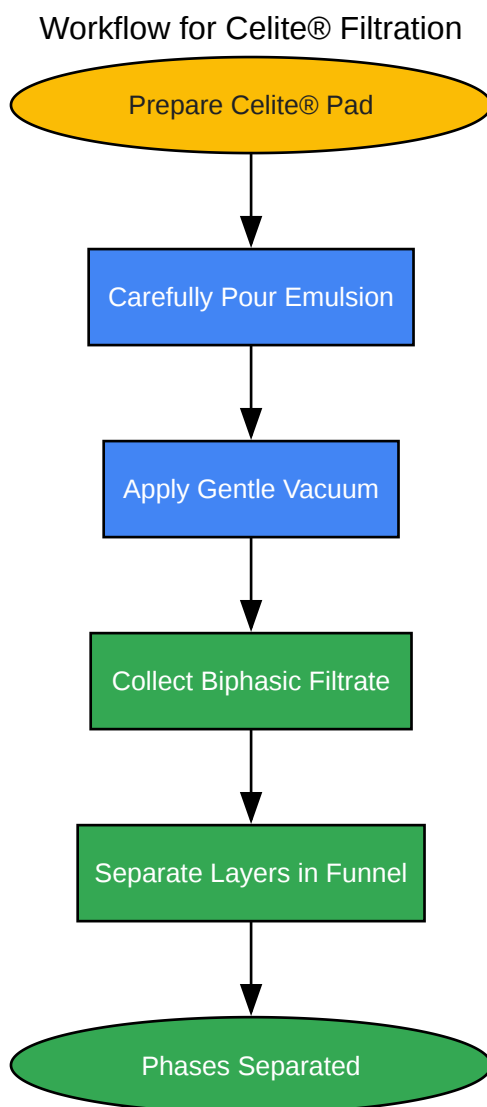 Workflow for Celite® Filtration
Prepare Celite® Pad
Carefully Pour Emulsion
Apply Gentle Vacuum
Collect Biphasic Filtrate
Separate Layers in Funnel
Phases Separated